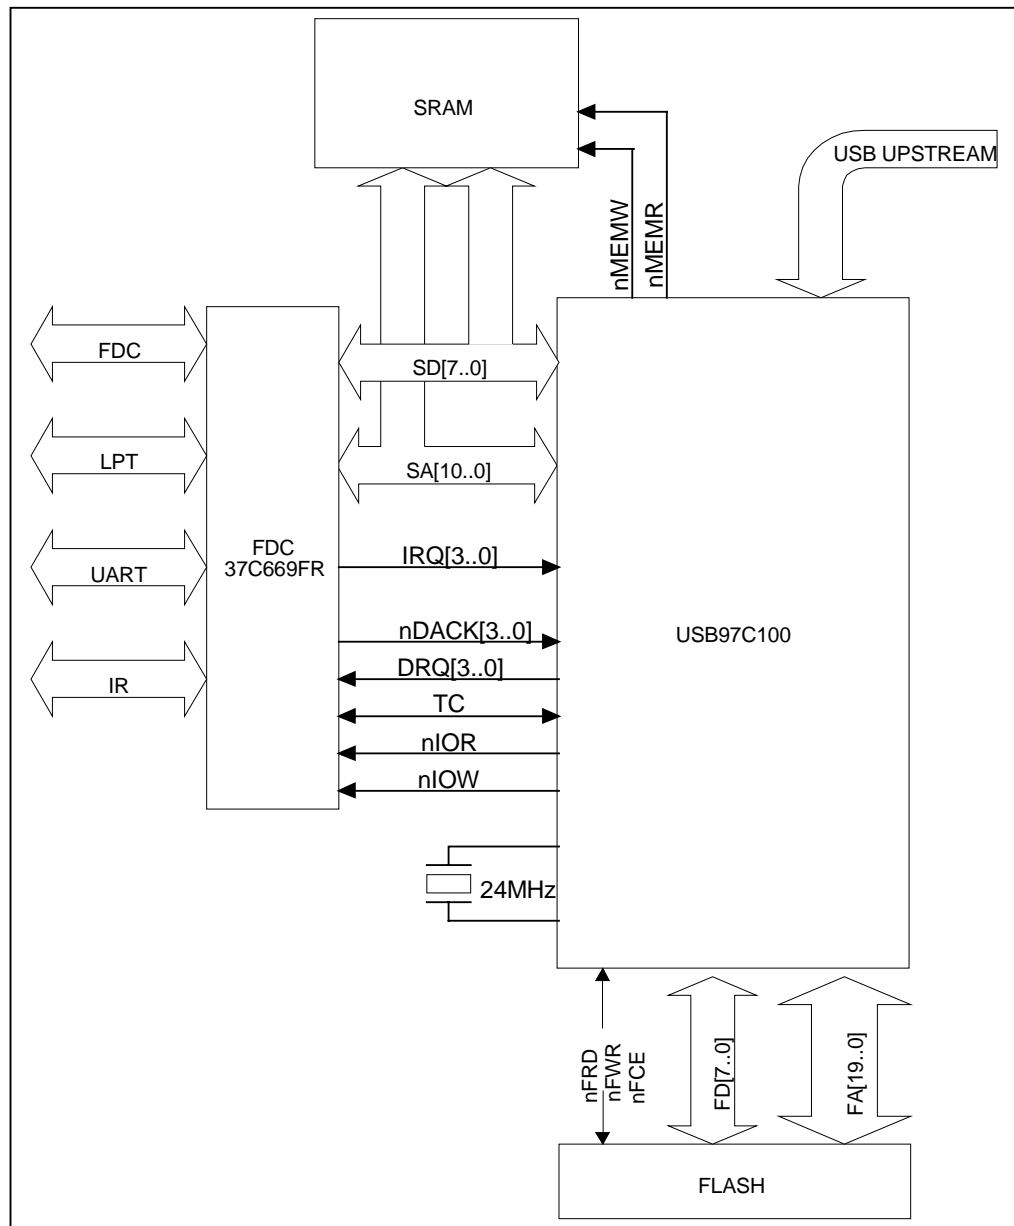 SRAM
USB UPSTREAM
nMEMW
nMEMR
FDC
SD[7..0]
LPT
SA[10..0]
FDC
37C669FR
IRQ[3..0]
UART
nDACK[3..0]
USB97C100
DRQ[3..0]
IR
TC
nIOR
nIOW
24MHz
nFRD
nFWR
nFCE
FD[7..0]
FA[19..0]
FLASH